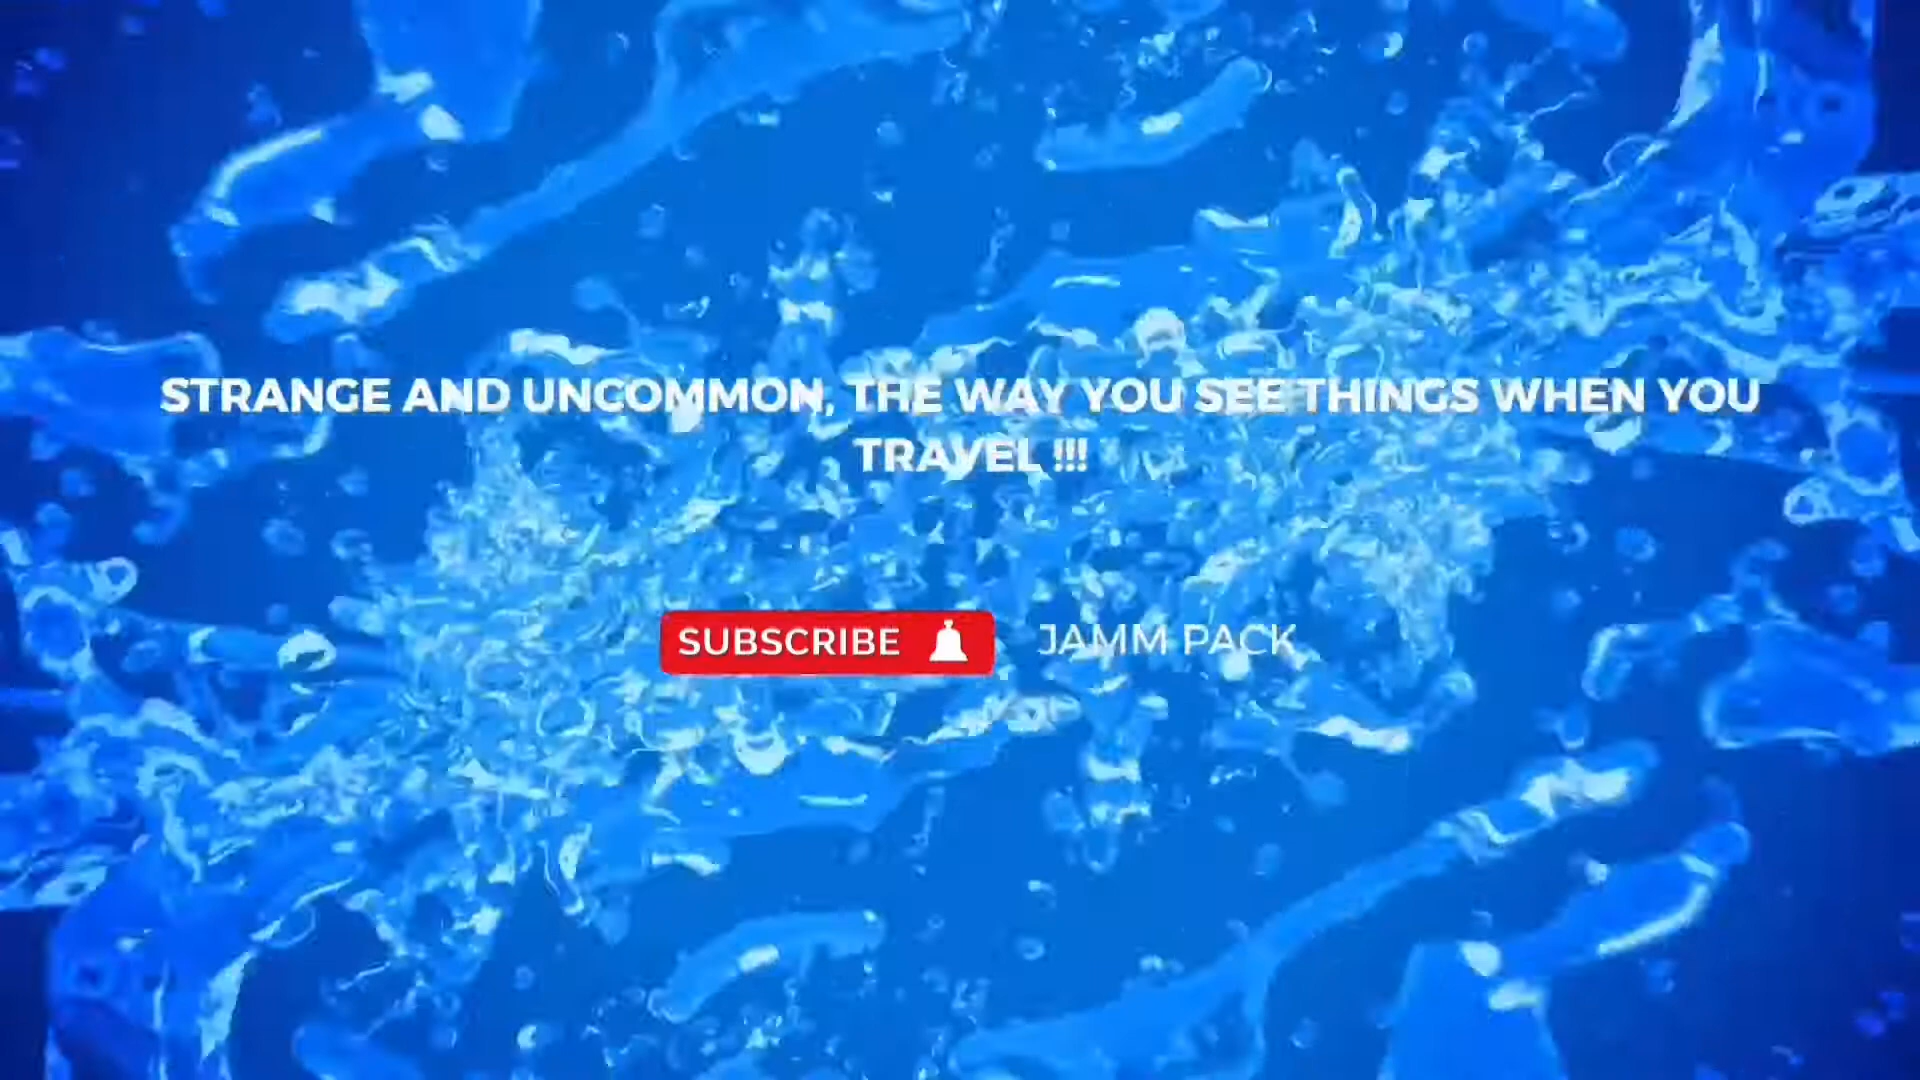 STRANGE AND UNCOMMON, THE WAY YOU SEE THINGS WHEN YOU
TRAVEL !!!
SUBSCRIBE JAMM PACK